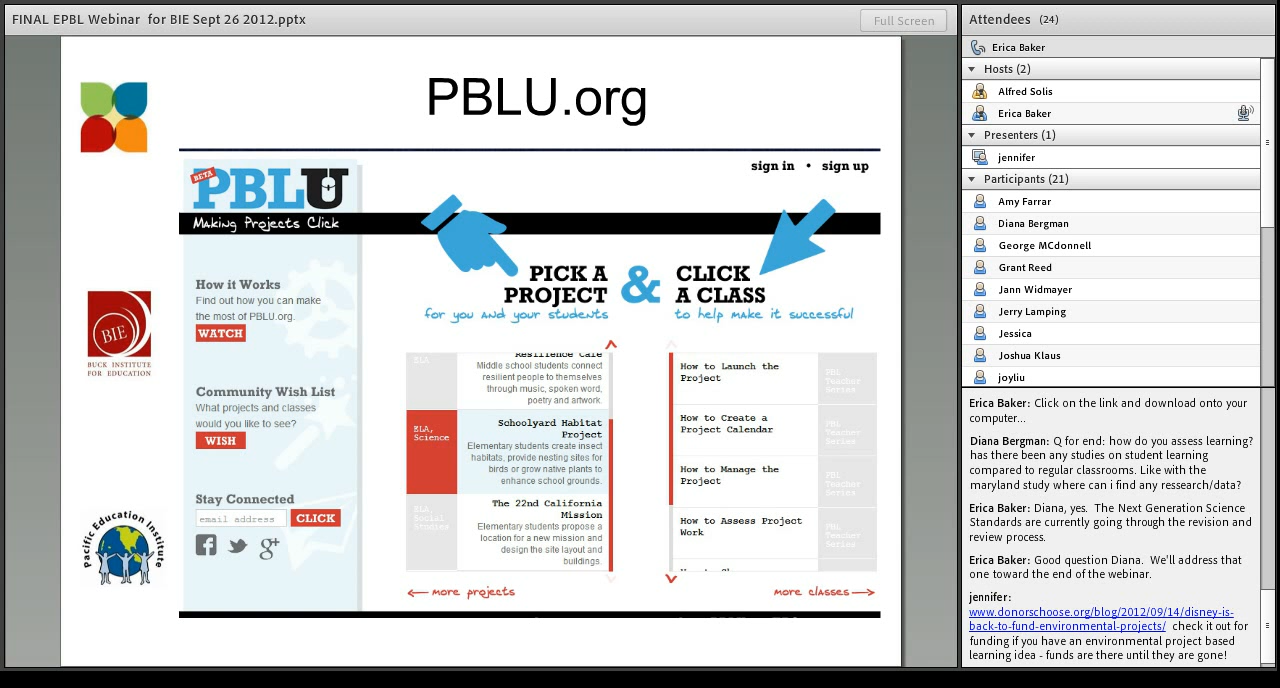 FINAL EPBL Webinar for BIE Sept 26 2012.pptx
Full Screen
PBLU.org
sign in • sign up
BETA
PBLU
Making Projects Click
How it Works
Find out how you can make
the most of PBLU.org.
WATCH
Community Wish List
What projects and classes
would you like to see?
WISH
Stay Connected
email address
CLICK
PICK A
PROJECT
for you and your students
&
CLICK
A CLASS
to help make it successful
ELA
Resilience Cafe
Middle school students connect
resilient people to themselves
through music, spoken word,
poetry and artwork.
ELA,
Science
Schoolyard Habitat
Project
Elementary students create insect
habitats, provide nesting sites for
birds or grow native plants to
enhance school grounds.
ELA,
Social
Studies
The 22nd California
Mission
Elementary students propose a
location for a new mission and
design the site layout and
buildings.
more projects
How to Launch the
Project
PBL
Teacher
Series
How to Create a
Project Calendar
PBL
Teacher
Series
How to Manage the
Project
PBL
Teacher
Series
How to Assess Project
Work
PBL
Teacher
Series
more classes
BIE
BUCK INSTITUTE
FOR EDUCATION
Pacific Education Institute
Attendees (24)
Erica Baker
Hosts (2)
Alfred Solis
Erica Baker
Presenters (1)
jennifer
Participants (21)
Amy Farrar
Diana Bergman
George MCdonnell
Grant Reed
Jann Widmayer
Jerry Lamping
Jessica
Joshua Klaus
joyliu
Erica Baker: Click on the link and download onto your
computer...
Diana Bergman: Q for end: how do you assess learning?
has there been any studies on student learning
compared to regular classrooms. Like with the
maryland study where can i find any ressearch/data?
Erica Baker: Diana, yes. The Next Generation Science
Standards are currently going through the revision and
review process.
Erica Baker: Good question Diana. We'll address that
one toward the end of the webinar.
jennifer:
www.donorschoose.org/blog/2012/09/14/disney-is-
back-to-fund-environmental-projects/ check it out for
funding if you have an environmental project based
learning idea - funds are there until they are gone!